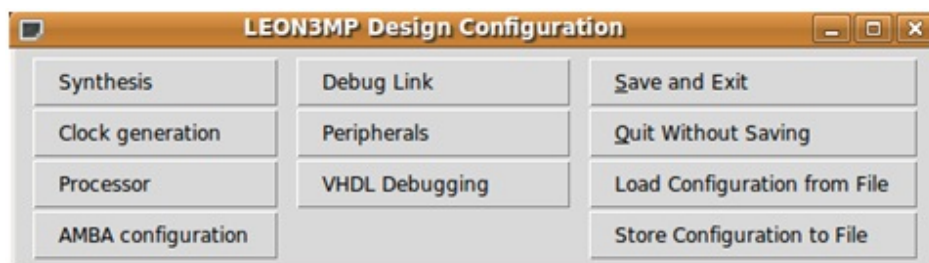 LEON3MP Design Configuration
Synthesis
Debug Link
Save and Exit
Clock generation
Peripherals
Quit Without Saving
Processor
VHDL Debugging
Load Configuration from File
AMBA configuration
Store Configuration to File